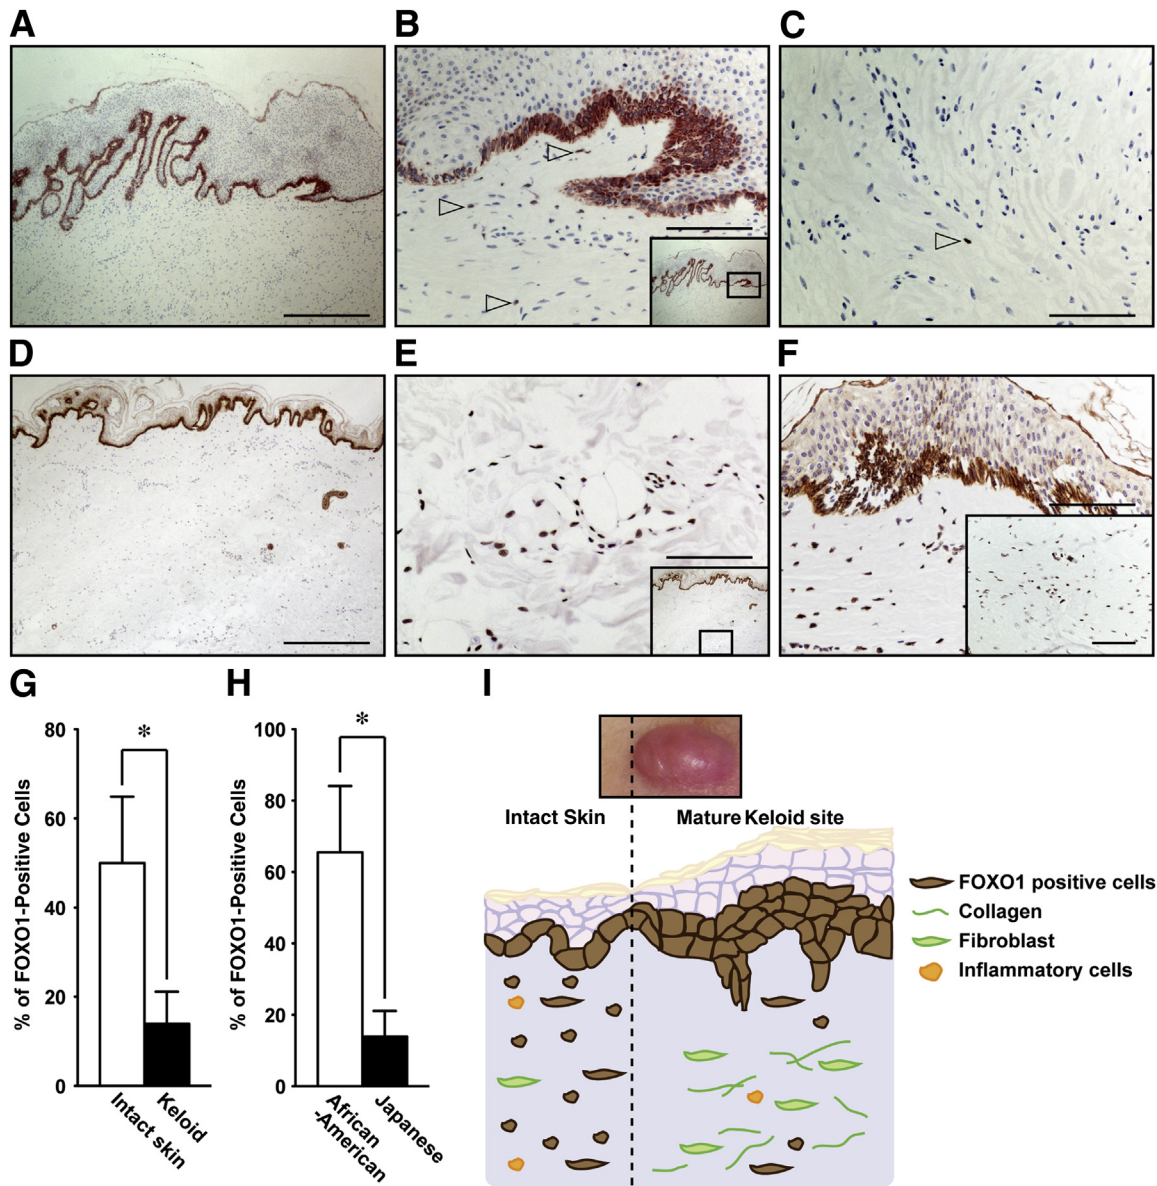 A
B
C
D
E
F
G
H
I
% of FOXO1-Positive Cells
80
60
40
20
0
*
Intact skin
Keloid
% of FOXO1-Positive Cells
100
80
60
40
20
0
*
African
-American
Japanese
Intact Skin
Mature Keloid site
FOXO1 positive cells
Collagen
Fibroblast
Inflammatory cells